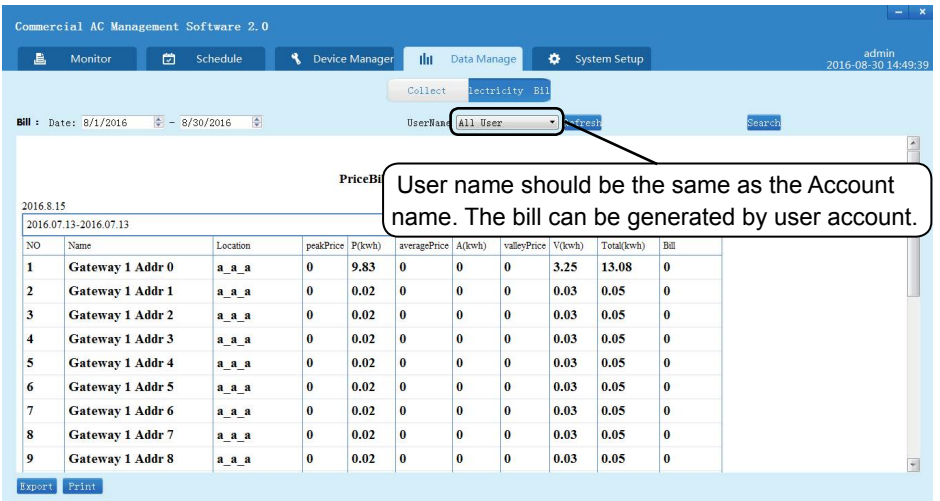 Commercial AC Management Software 2.0
Monitor Schedule Device Manager Data Manage System Setup admin
2016-08-30 14:49:39
Collect lectricity Bil
Bill : Date: 8/1/2016 - 8/30/2016 UserName All User efresh Search
PriceBil
User name should be the same as the Account
name. The bill can be generated by user account.
2016.8.15
2016.07.13-2016.07.13
NO Name Location peakPrice P(kwh) averagePrice A(kwh) valleyPrice V(kwh) Total(kwh) Bill
1 Gateway 1 Addr 0 a_a_a 0 9.83 0 0 0 3.25 13.08 0
2 Gateway 1 Addr 1 a_a_a 0 0.02 0 0 0 0.03 0.05 0
3 Gateway 1 Addr 2 a_a_a 0 0.02 0 0 0 0.03 0.05 0
4 Gateway 1 Addr 3 a_a_a 0 0.02 0 0 0 0.03 0.05 0
5 Gateway 1 Addr 4 a_a_a 0 0.02 0 0 0 0.03 0.05 0
6 Gateway 1 Addr 5 a_a_a 0 0.02 0 0 0 0.03 0.05 0
7 Gateway 1 Addr 6 a_a_a 0 0.02 0 0 0 0.03 0.05 0
8 Gateway 1 Addr 7 a_a_a 0 0.02 0 0 0 0.03 0.05 0
9 Gateway 1 Addr 8 a_a_a 0 0.02 0 0 0 0.03 0.05 0
Export Print